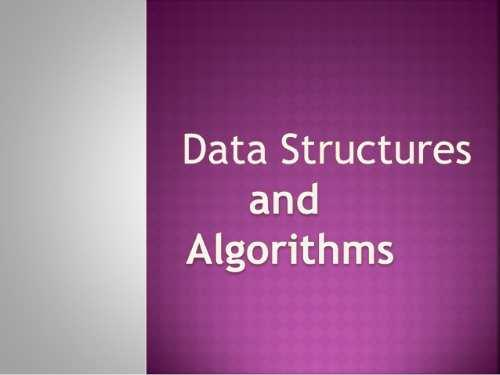 Data Structures
and
Algorithms